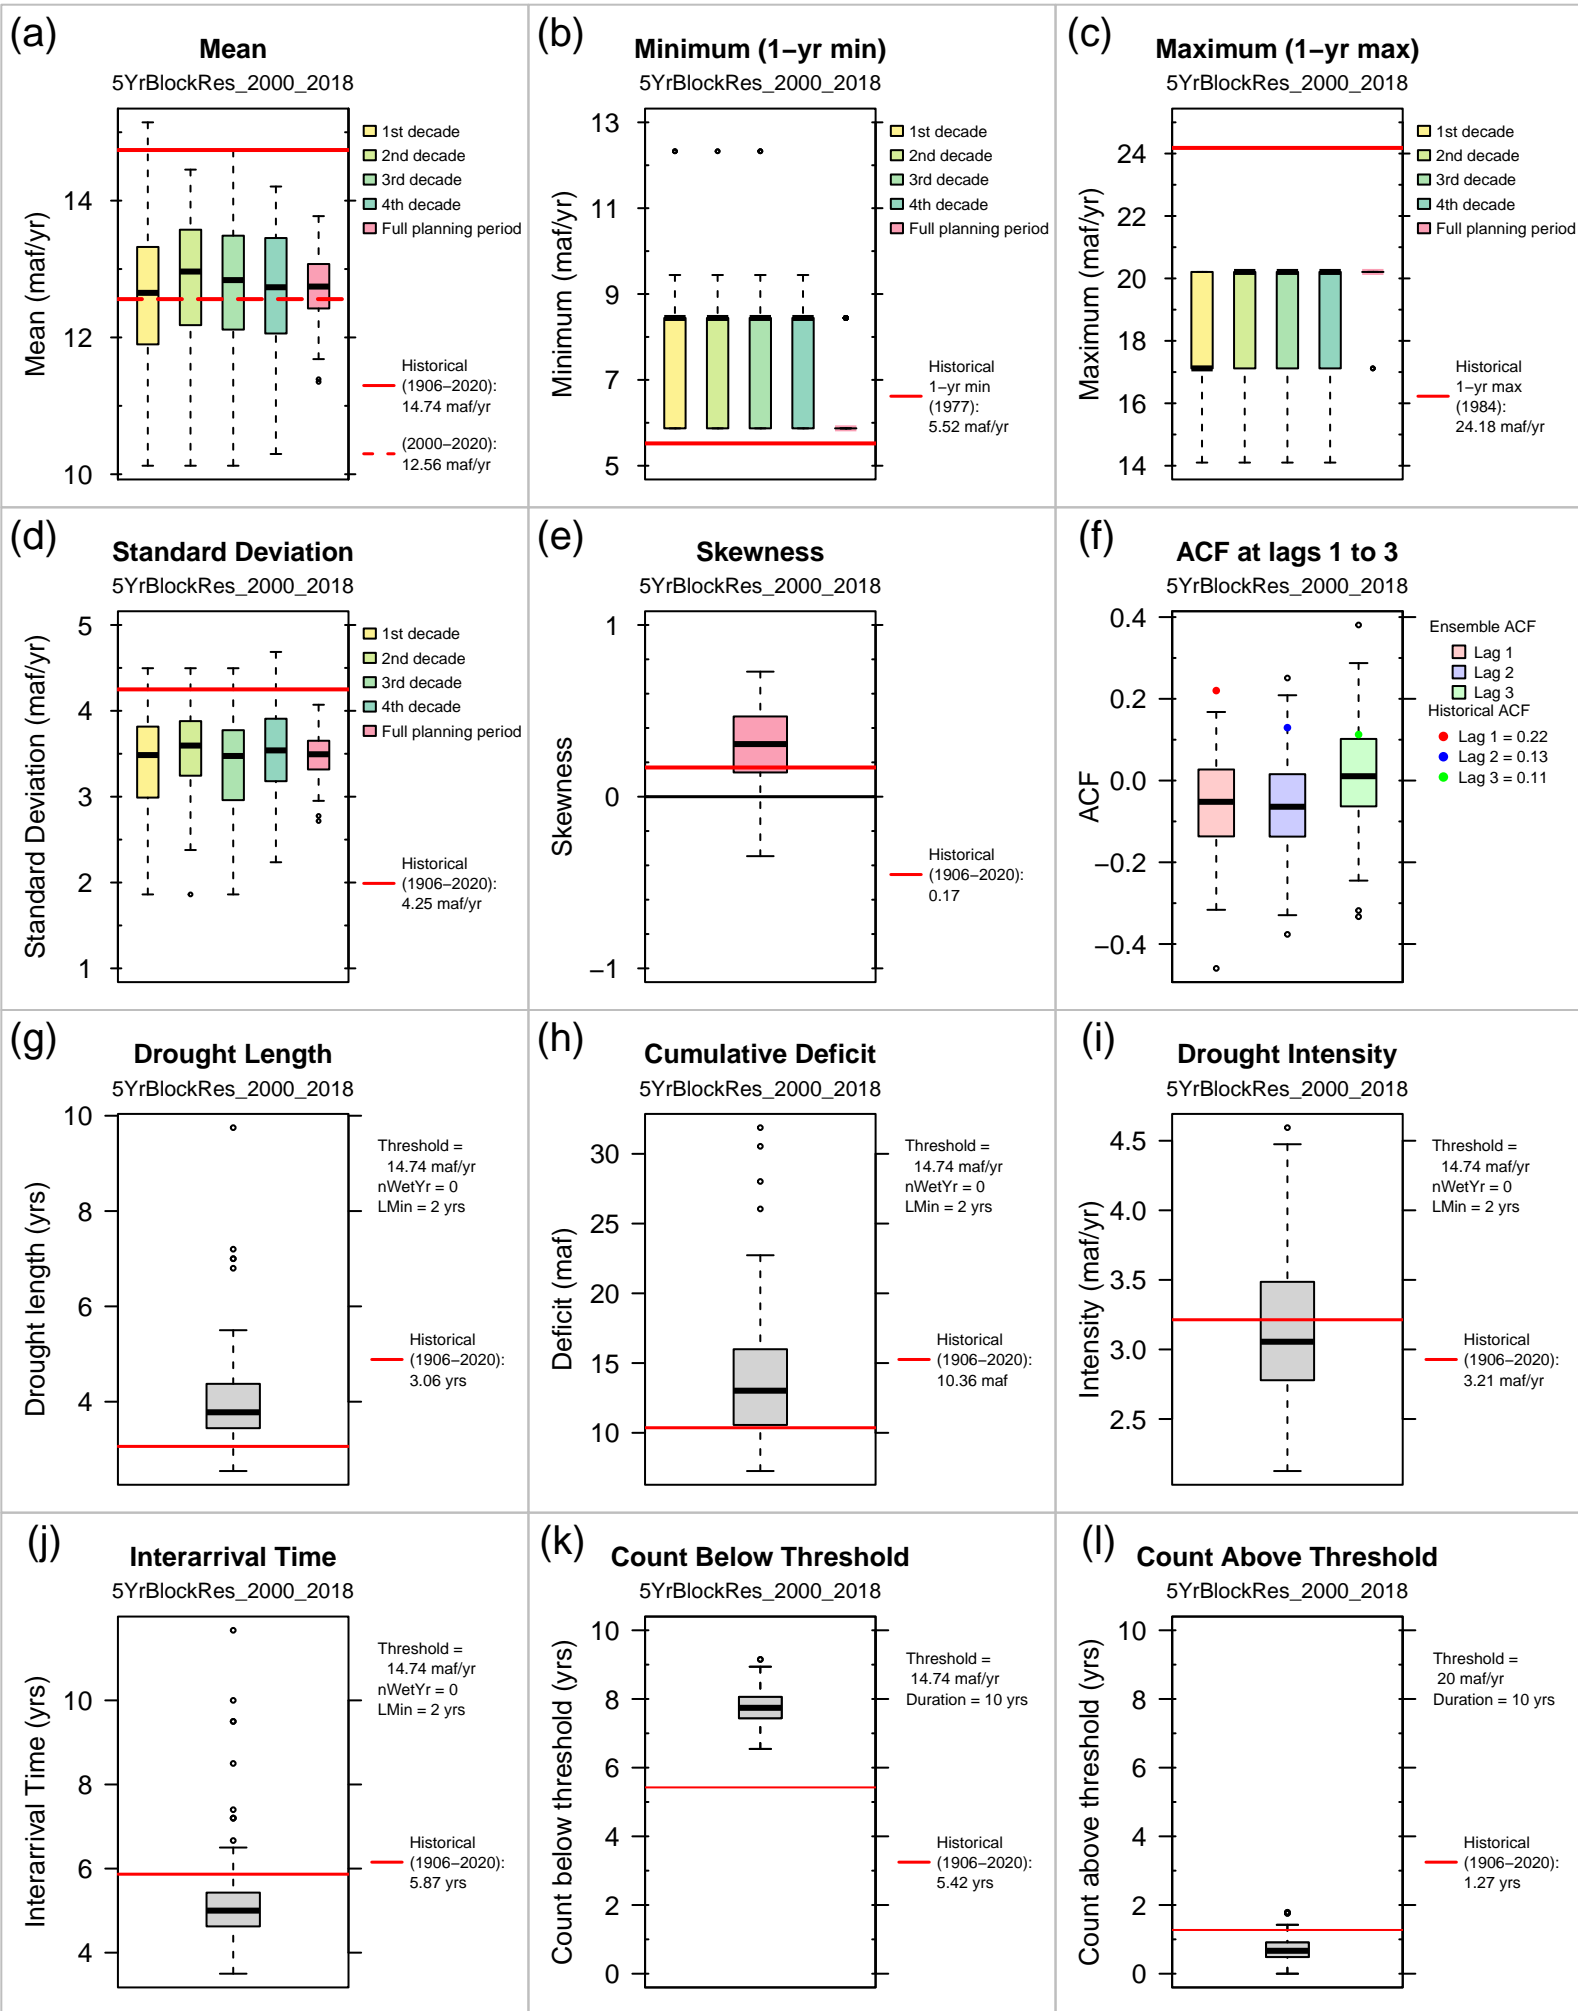 (a)
Mean
5YrBlockRes_2000_2018
Mean (maf/yr)
14
12
10
1st decade
2nd decade
3rd decade
4th decade
Full planning period
Historical
(1906−2020):
14.74 maf/yr
(2000−2020):
12.56 maf/yr
(b)
Minimum (1−yr min)
5YrBlockRes_2000_2018
Minimum (maf/yr)
13
11
9
7
5
1st decade
2nd decade
3rd decade
4th decade
Full planning period
Historical
1−yr min
(1977):
5.52 maf/yr
(c)
Maximum (1−yr max)
5YrBlockRes_2000_2018
Maximum (maf/yr)
24
22
20
18
16
14
1st decade
2nd decade
3rd decade
4th decade
Full planning period
Historical
1−yr max
(1984):
24.18 maf/yr
(d)
Standard Deviation
5YrBlockRes_2000_2018
Standard Deviation (maf/yr)
5
4
3
2
1
1st decade
2nd decade
3rd decade
4th decade
Full planning period
Historical
(1906−2020):
4.25 maf/yr
(e)
Skewness
5YrBlockRes_2000_2018
Skewness
1
0
−1
Historical
(1906−2020):
0.17
(f)
ACF at lags 1 to 3
5YrBlockRes_2000_2018
ACF
0.4
0.2
0.0
−0.2
−0.4
Ensemble ACF
Lag 1
Lag 2
Lag 3
Historical ACF
Lag 1 = 0.22
Lag 2 = 0.13
Lag 3 = 0.11
(g)
Drought Length
5YrBlockRes_2000_2018
Drought length (yrs)
10
8
6
4
Threshold =
14.74 maf/yr
nWetYr = 0
LMin = 2 yrs
Historical
(1906−2020):
3.06 yrs
(h)
Cumulative Deficit
5YrBlockRes_2000_2018
Deficit (maf)
30
25
20
15
10
Threshold =
14.74 maf/yr
nWetYr = 0
LMin = 2 yrs
Historical
(1906−2020):
10.36 maf
(i)
Drought Intensity
5YrBlockRes_2000_2018
Intensity (maf/yr)
4.5
4.0
3.5
3.0
2.5
Threshold =
14.74 maf/yr
nWetYr = 0
LMin = 2 yrs
Historical
(1906−2020):
3.21 maf/yr
(j)
Interarrival Time
5YrBlockRes_2000_2018
Interarrival Time (yrs)
10
8
6
4
Threshold =
14.74 maf/yr
nWetYr = 0
LMin = 2 yrs
Historical
(1906−2020):
5.87 yrs
(k)
Count Below Threshold
5YrBlockRes_2000_2018
Count below threshold (yrs)
10
8
6
4
2
0
Threshold =
14.74 maf/yr
Duration = 10 yrs
Historical
(1906−2020):
5.42 yrs
(l)
Count Above Threshold
5YrBlockRes_2000_2018
Count above threshold (yrs)
10
8
6
4
2
0
Threshold =
20 maf/yr
Duration = 10 yrs
Historical
(1906−2020):
1.27 yrs